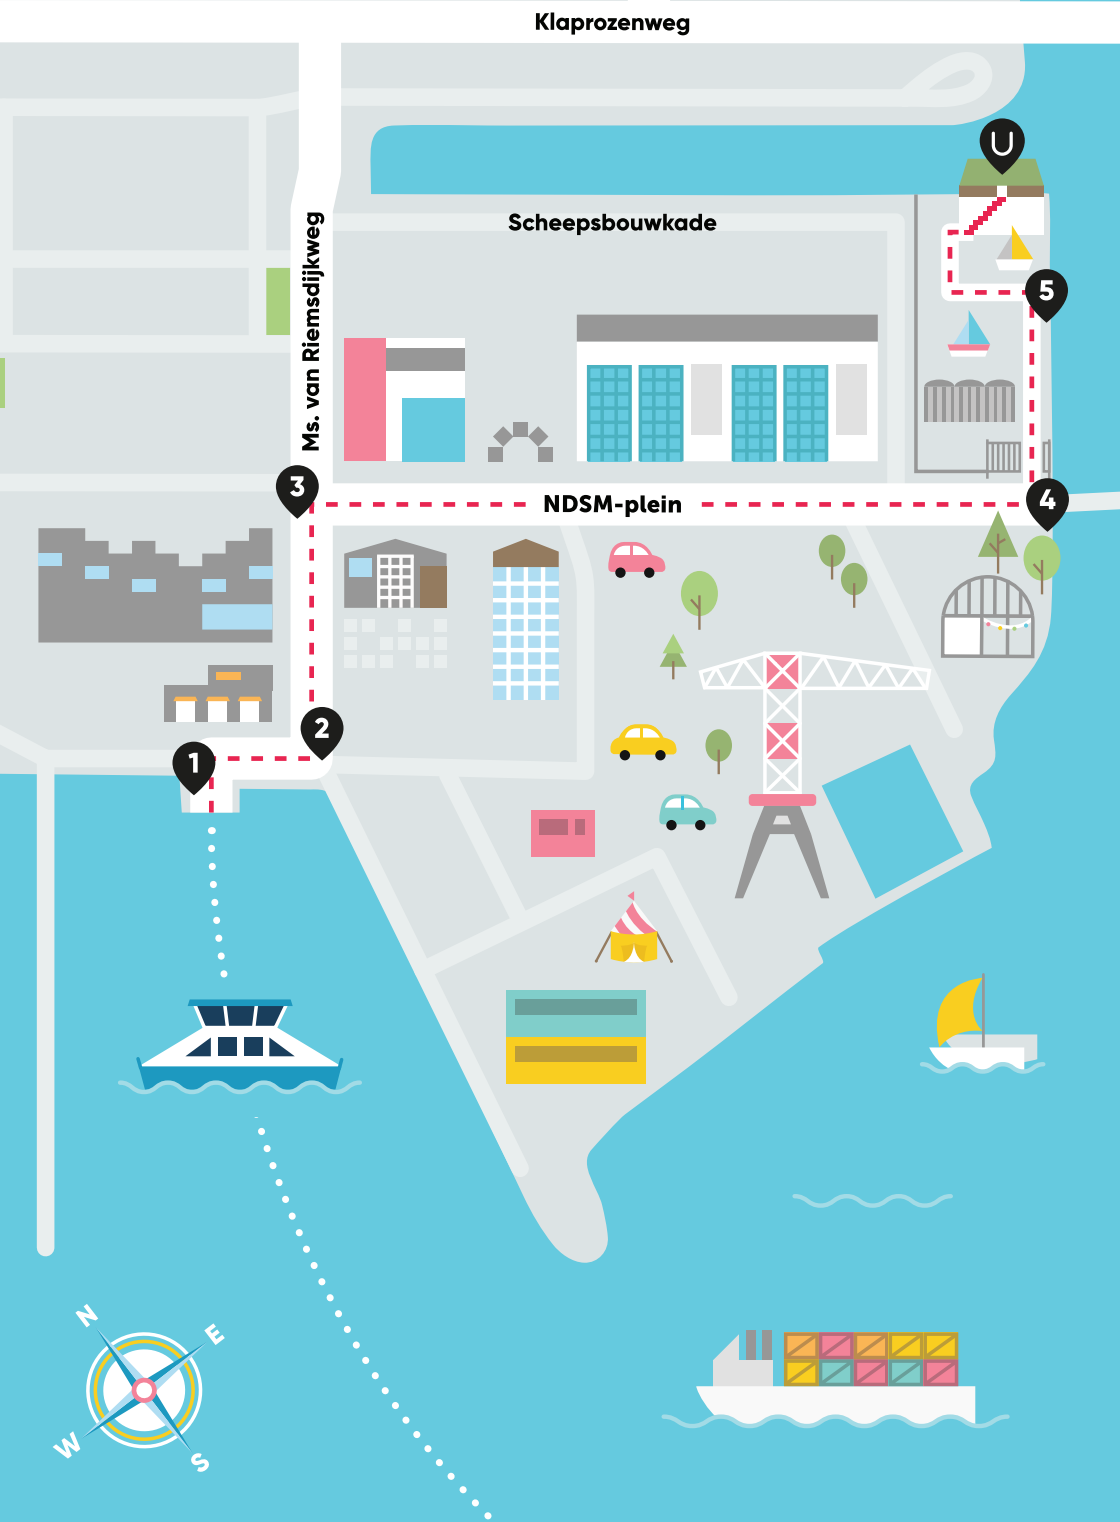 Klaprozenweg
U
Scheepsbouwkade
Ms. van Riemsdijkweg
5
3
NDSM-plein
4
2
1
N
E
W
S